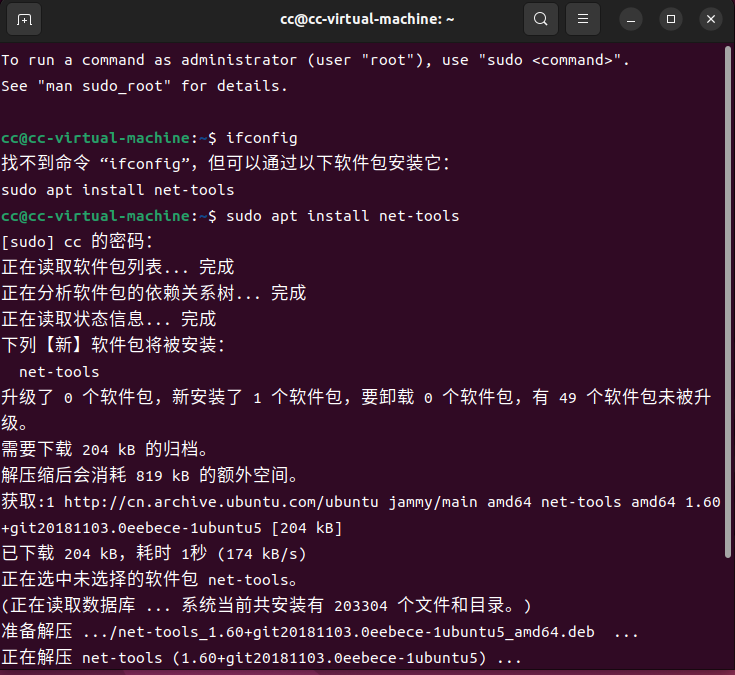 cc@cc-virtual-machine: ~
To run a command as administrator (user "root"), use "sudo <command>".
See "man sudo_root" for details.
cc@cc-virtual-machine:~$ ifconfig
找不到命令 “ifconfig”，但可以通过以下软件包安装它：
sudo apt install net-tools
cc@cc-virtual-machine:~$ sudo apt install net-tools
[sudo] cc 的密码：
正在读取软件包列表... 完成
正在分析软件包的依赖关系树... 完成
正在读取状态信息... 完成
下列【新】软件包将被安装：
  net-tools
升级了 0 个软件包，新安装了 1 个软件包，要卸载 0 个软件包，有 49 个软件包未被升
级。
需要下载 204 kB 的归档。
解压缩后会消耗 819 kB 的额外空间。
获取:1 http://cn.archive.ubuntu.com/ubuntu jammy/main amd64 net-tools amd64 1.60
+git20181103.0eebece-1ubuntu5 [204 kB]
已下载 204 kB，耗时 1秒 (174 kB/s)
正在选中未选择的软件包 net-tools。
(正在读取数据库 ... 系统当前共安装有 203304 个文件和目录。)
准备解压 .../net-tools_1.60+git20181103.0eebece-1ubuntu5_amd64.deb  ...
正在解压 net-tools (1.60+git20181103.0eebece-1ubuntu5) ...